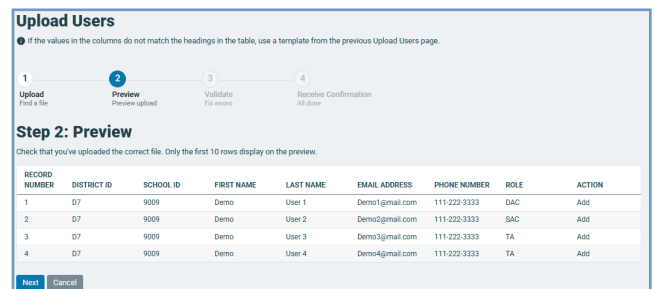 Upload Users
If the values in the columns do not match the headings in the table, use a template from the previous Upload Users page.
1 2 3 4
Upload Preview Validate Receive Confirmation
Find a file Preview upload Fix errors All done
Step 2: Preview
Check that you've uploaded the correct file. Only the first 10 rows display on the preview.
RECORD NUMBER DISTRICT ID SCHOOL ID FIRST NAME LAST NAME EMAIL ADDRESS PHONE NUMBER ROLE ACTION
1 D7 9009 Demo User 1 Demo1@mail.com 111-222-3333 DAC Add
2 D7 9009 Demo User 2 Demo2@mail.com 111-222-3333 SAC Add
3 D7 9009 Demo User 3 Demo3@mail.com 111-222-3333 TA Add
4 D7 9009 Demo User 4 Demo4@mail.com 111-222-3333 TA Add
Next Cancel